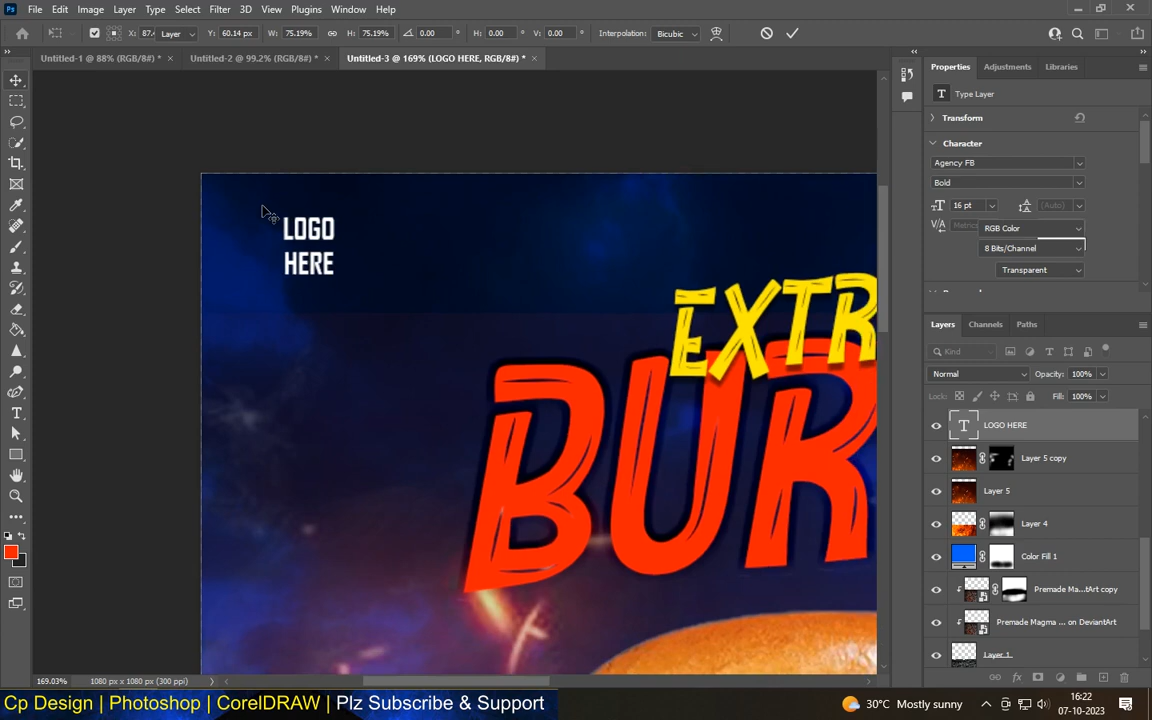 File Edit Image Layer Type Select Filter 3D View Plugins Window Help
X: 87.4 Layer Y: 60.14 px W: 75.19% H: 75.19% 0.00 ° H: 0.00 ° V: 0.00 ° Interpolation: Bicubic
Untitled-1 @ 88% (RGB/8#) * × Untitled-2 @ 99.2% (RGB/8#) * × Untitled-3 @ 169% (LOGO HERE, RGB/8#) * ×
Properties Adjustments Libraries
T Type Layer
Transform
Character
Agency FB
Bold
16 pt (Auto)
Metrics RGB Color
8 Bits/Channel
Transparent
LOGO
HERE
EXTR
BUR
Layers Channels Paths
Kind
Normal Opacity: 100%
Lock: Fill: 100%
T LOGO HERE
Layer 5 copy
Layer 5
Layer 4
Color Fill 1
Premade Ma...tArt copy
Premade Magma ... on DeviantArt
Layer 1
169.03% 1080 px x 1080 px (300 ppi)
Cp Design | Photoshop | CorelDRAW | Plz Subscribe & Support
30°C Mostly sunny
16:22
07-10-2023